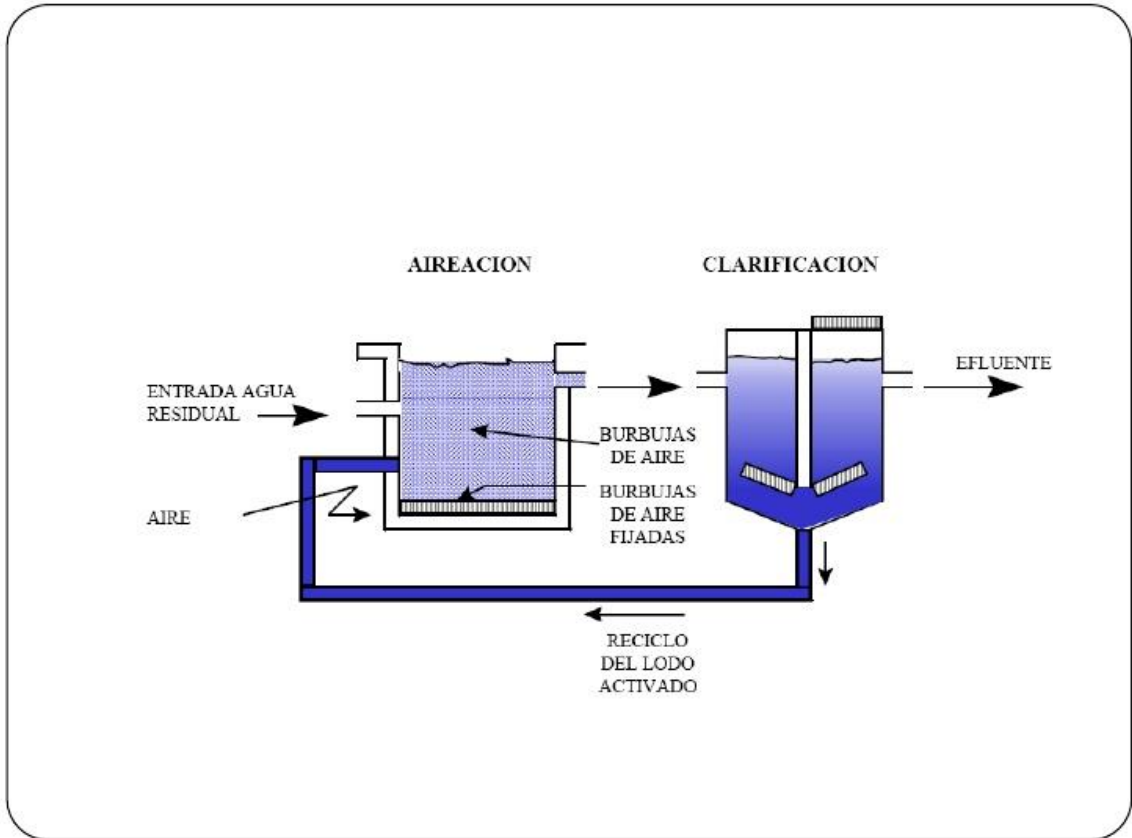 AIREACION
CLARIFICACION
ENTRADA AGUA
RESIDUAL
EFLUENTE
BURBUJAS
DE AIRE
BURBUJAS
DE AIRE
FIJADAS
AIRE
RECICLO
DEL LODO
ACTIVADO